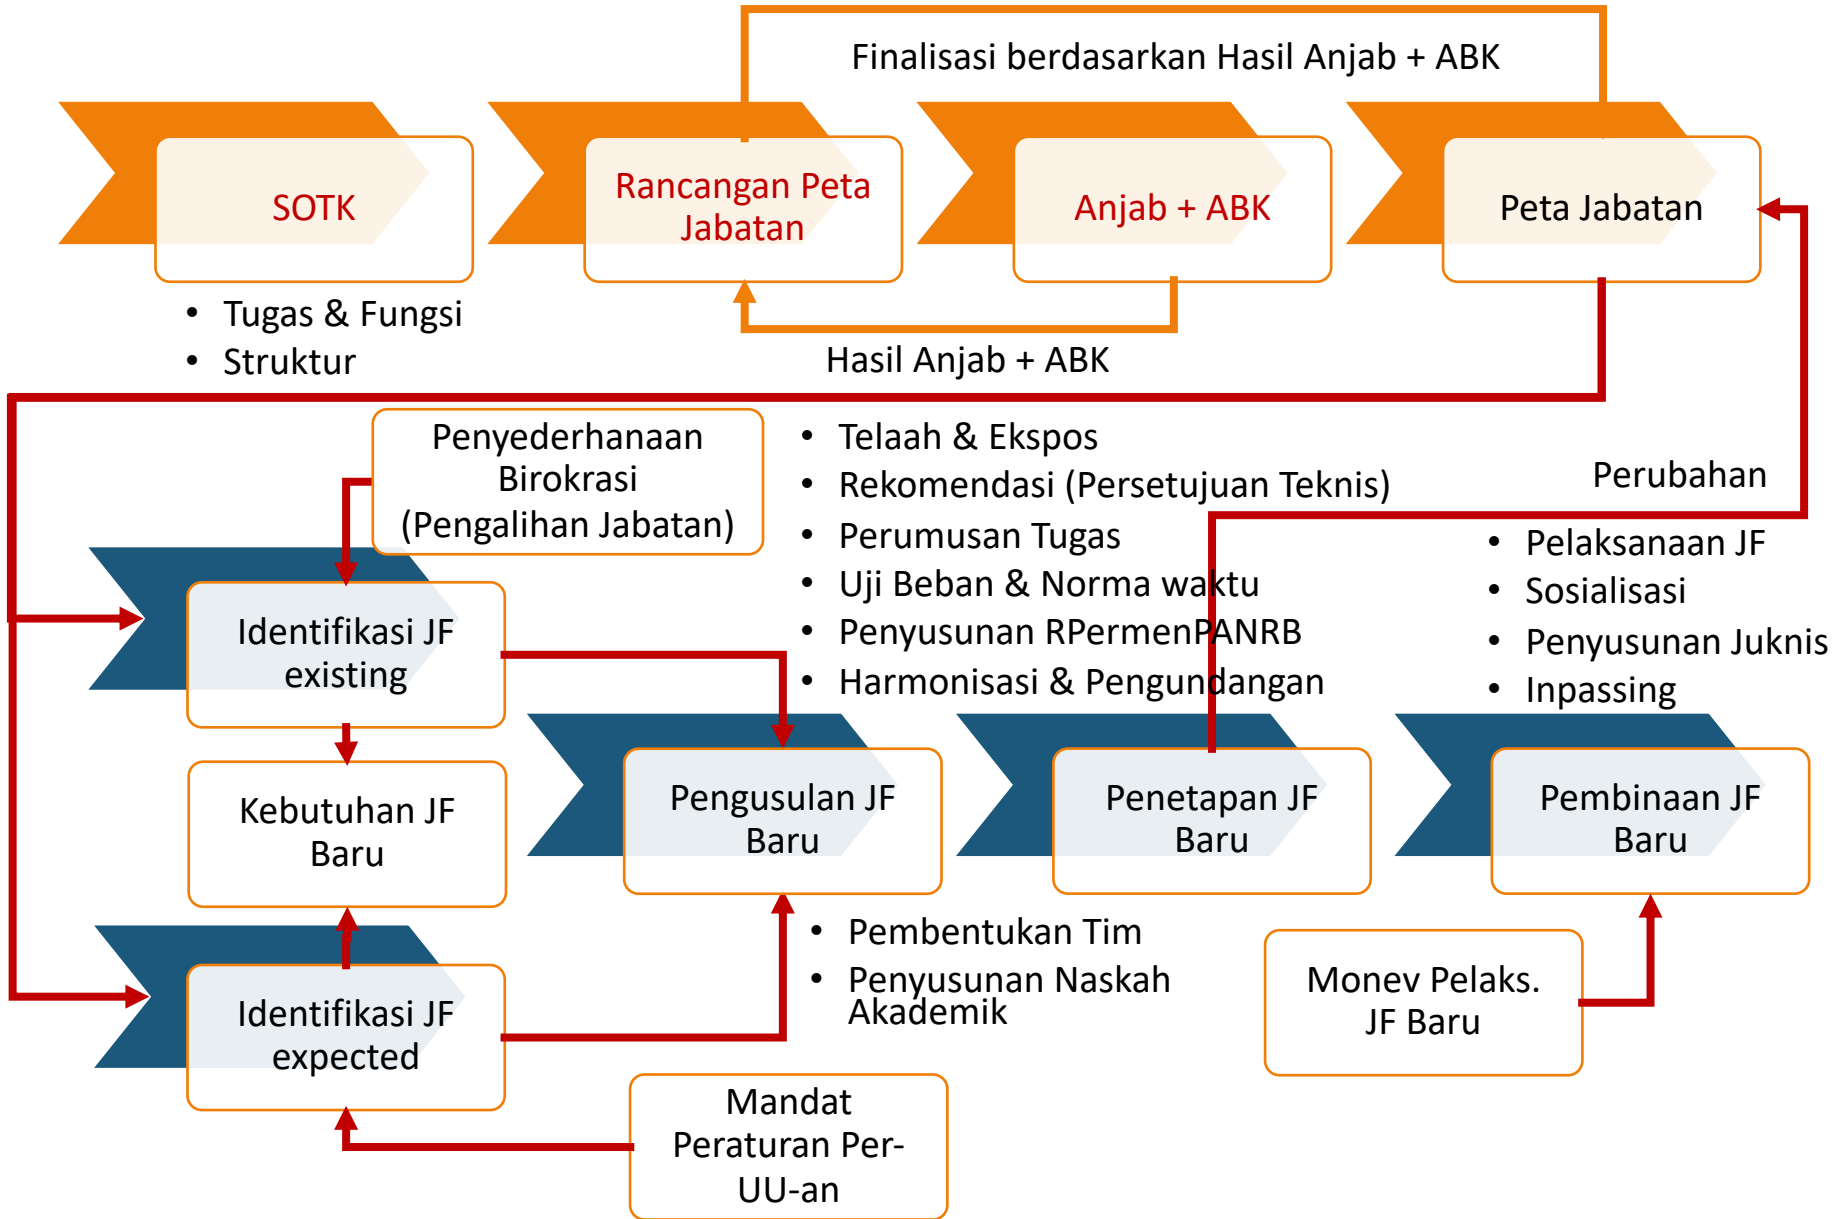 Finalisasi berdasarkan Hasil Anjab + ABK
SOTK
Rancangan Peta
Jabatan
Anjab + ABK
Peta Jabatan
• Tugas & Fungsi
• Struktur
Hasil Anjab + ABK
Penyederhanaan
Birokrasi
(Pengalihan Jabatan)
• Telaah & Ekspos
• Rekomendasi (Persetujuan Teknis)
• Perumusan Tugas
• Uji Beban & Norma waktu
• Penyusunan RPermenPANRB
• Harmonisasi & Pengundangan
Perubahan
• Pelaksanaan JF
• Sosialisasi
• Penyusunan Juknis
• Inpassing
Identifikasi JF
existing
Kebutuhan JF
Baru
Pengusulan JF
Baru
Penetapan JF
Baru
Pembinaan JF
Baru
• Pembentukan Tim
• Penyusunan Naskah
Akademik
Identifikasi JF
expected
Monev Pelaks.
JF Baru
Mandat
Peraturan Per-
UU-an